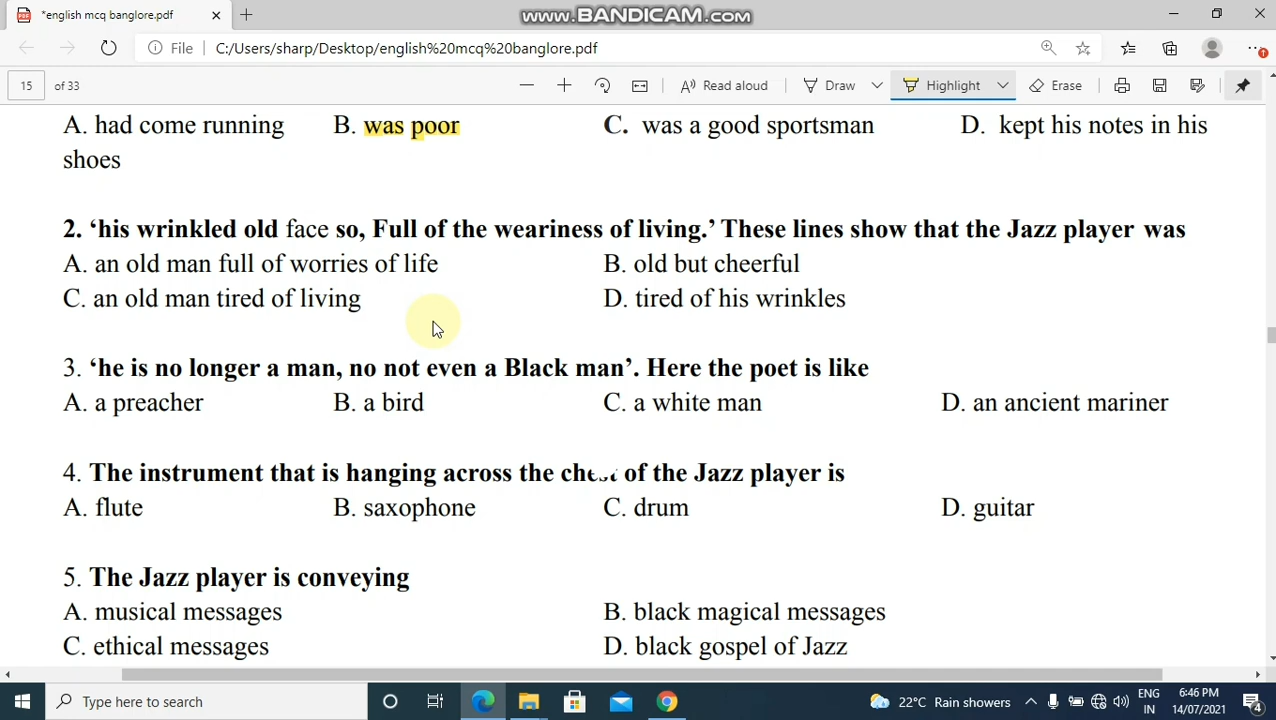 *english mcq banglore.pdf
www.BANDICAM.com
File | C:/Users/sharp/Desktop/english%20mcq%20banglore.pdf
15 of 33 Read aloud Draw Highlight Erase
A. had come running B. was poor C. was a good sportsman D. kept his notes in his
shoes
2. ‘his wrinkled old face so, Full of the weariness of living.’ These lines show that the Jazz player was
A. an old man full of worries of life B. old but cheerful
C. an old man tired of living D. tired of his wrinkles
3. ‘he is no longer a man, no not even a Black man’. Here the poet is like
A. a preacher B. a bird C. a white man D. an ancient mariner
4. The instrument that is hanging across the chest of the Jazz player is
A. flute B. saxophone C. drum D. guitar
5. The Jazz player is conveying
A. musical messages B. black magical messages
C. ethical messages D. black gospel of Jazz
Type here to search 22°C Rain showers ENG 6:46 PM
IN 14/07/2021 4